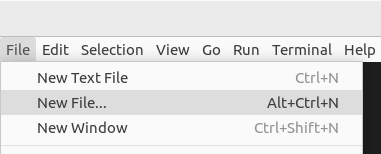 File Edit Selection View Go Run Terminal Help
New Text File Ctrl+N
New File... Alt+Ctrl+N
New Window Ctrl+Shift+N